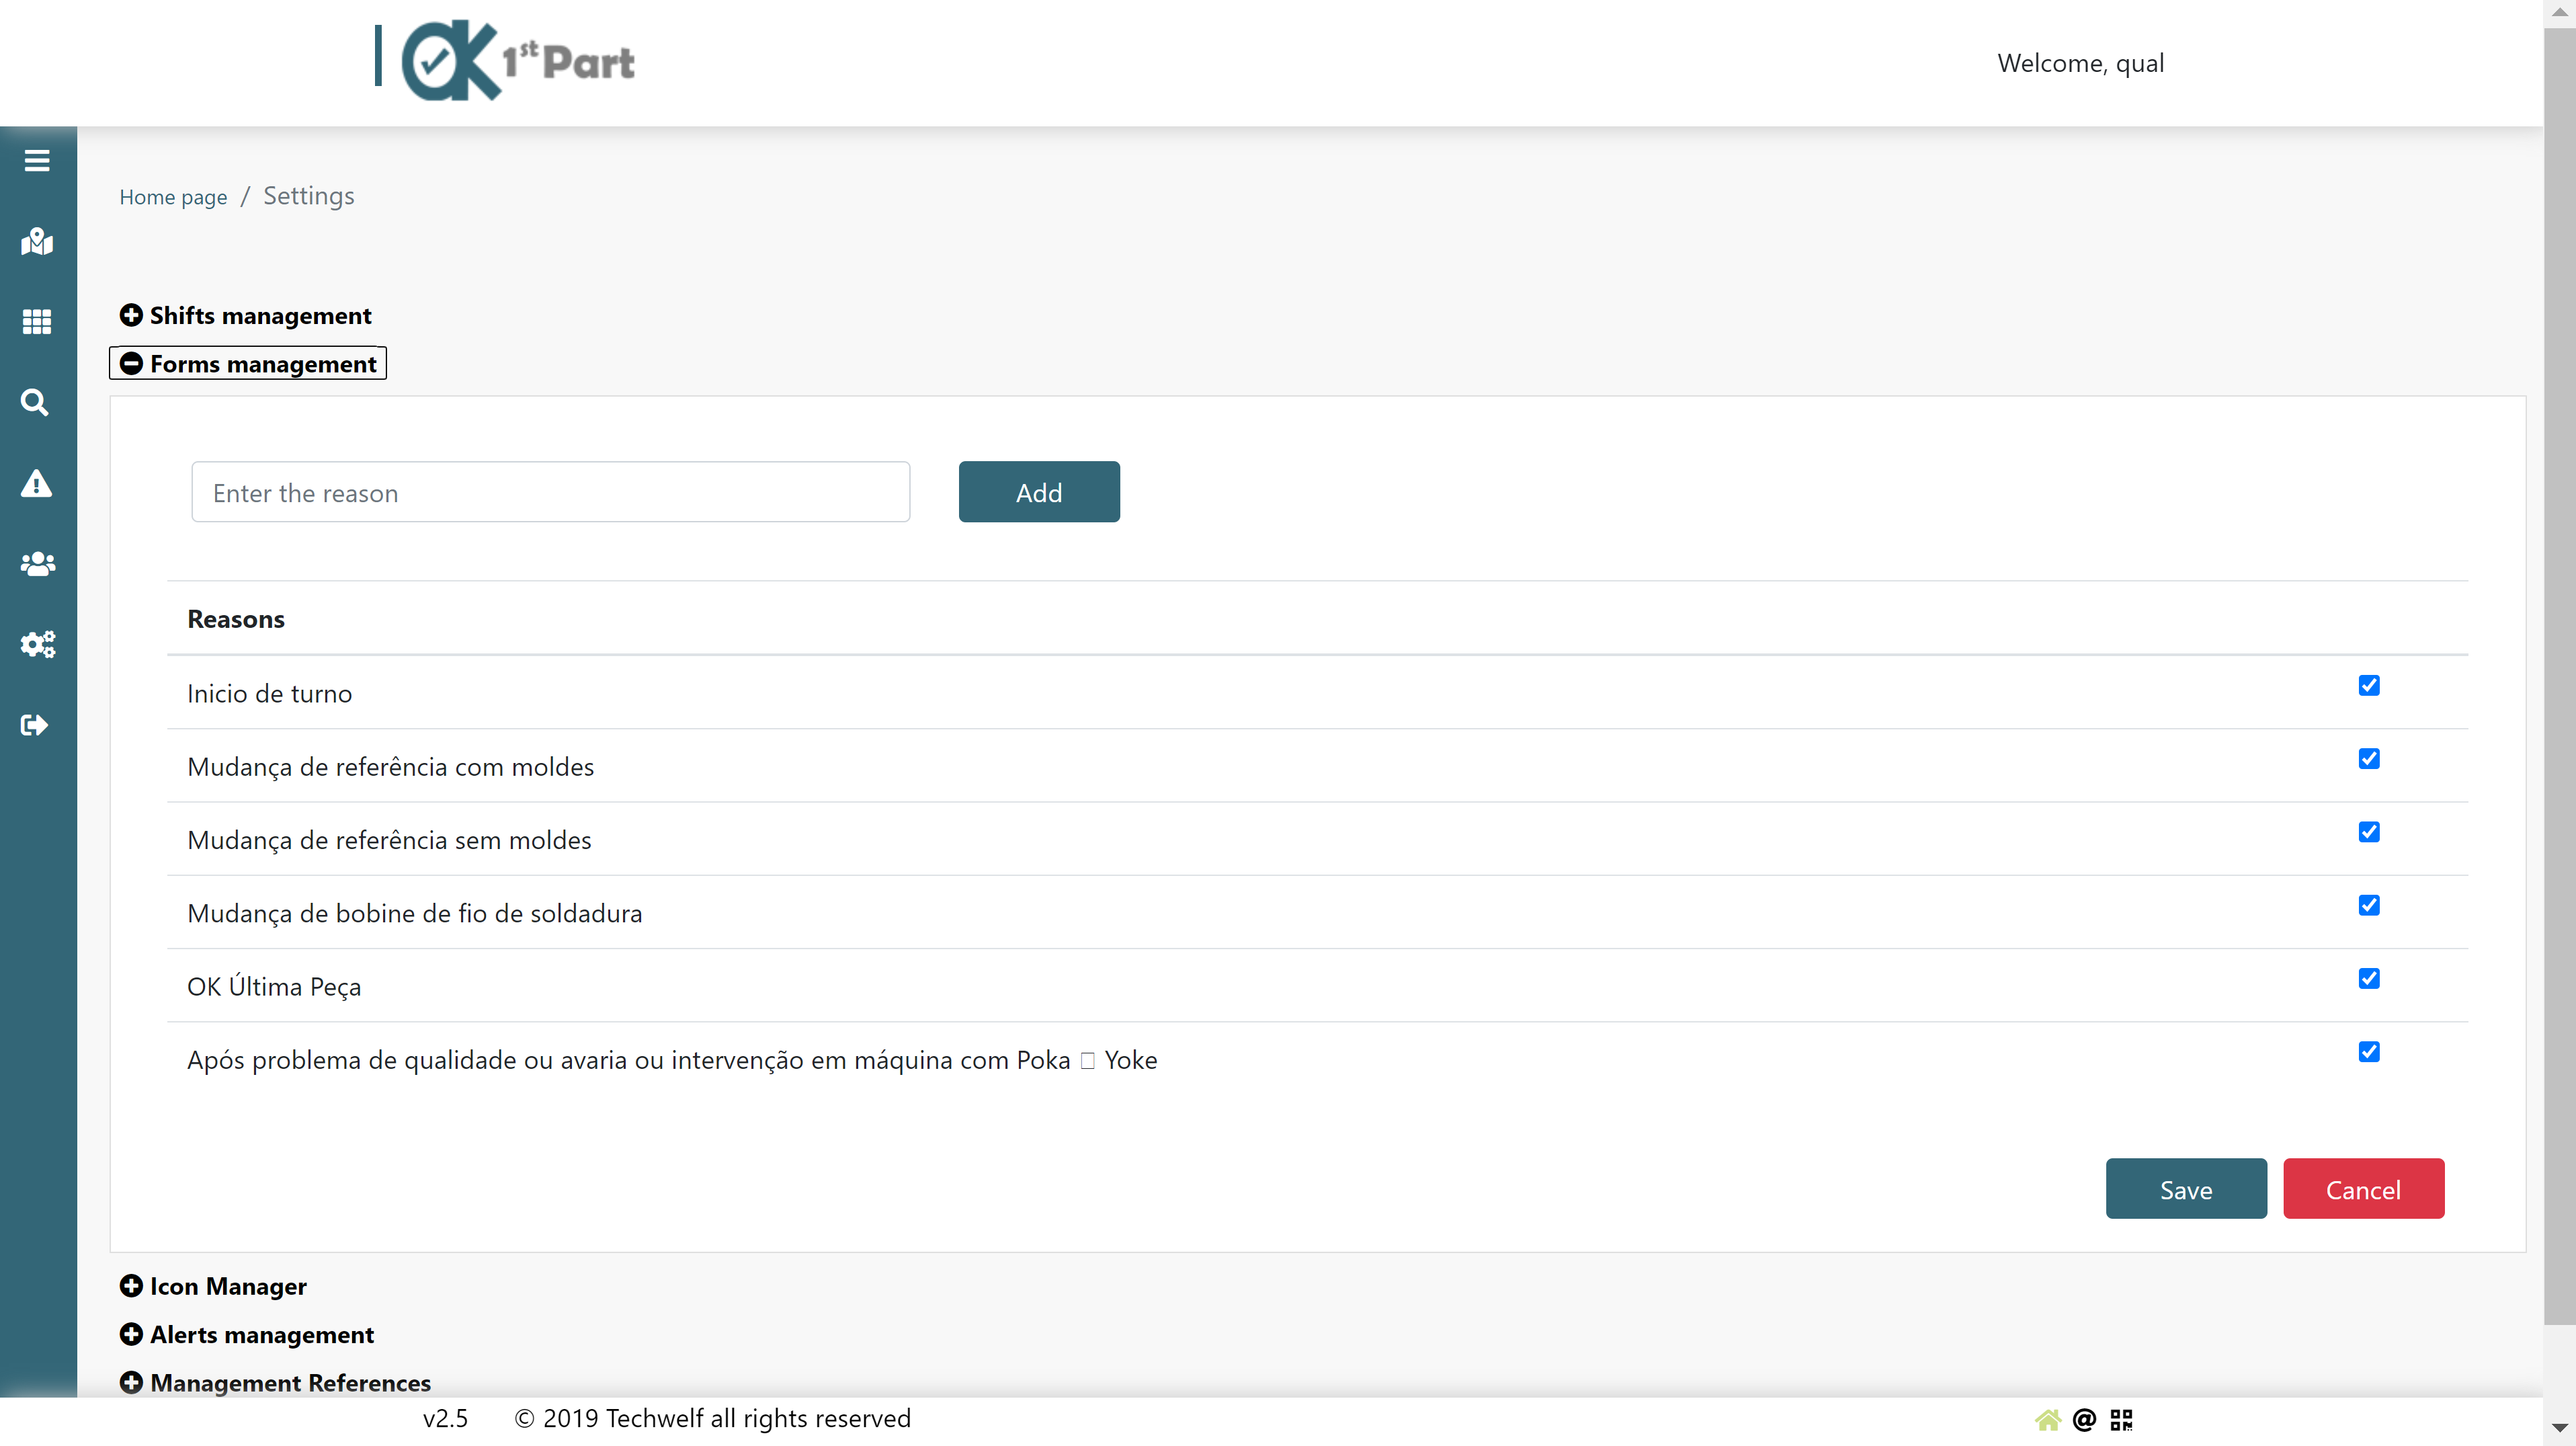 OK 1st Part
Welcome, qual
Home page / Settings
Shifts management
Forms management
Enter the reason
Add
Reasons
Inicio de turno
Mudança de referência com moldes
Mudança de referência sem moldes
Mudança de bobine de fio de soldadura
OK Última Peça
Após problema de qualidade ou avaria ou intervenção em máquina com Poka □ Yoke
Save
Cancel
Icon Manager
Alerts management
Management References
v2.5 © 2019 Techwelf all rights reserved